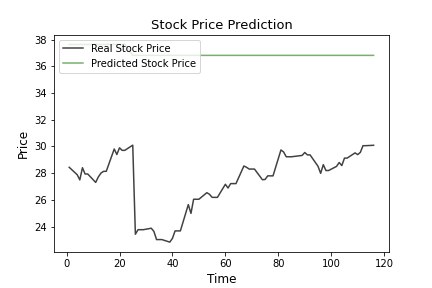 Stock Price Prediction
Real Stock Price
Predicted Stock Price
Price
38
36
34
32
30
28
26
24
0 20 40 60 80 100 120
Time